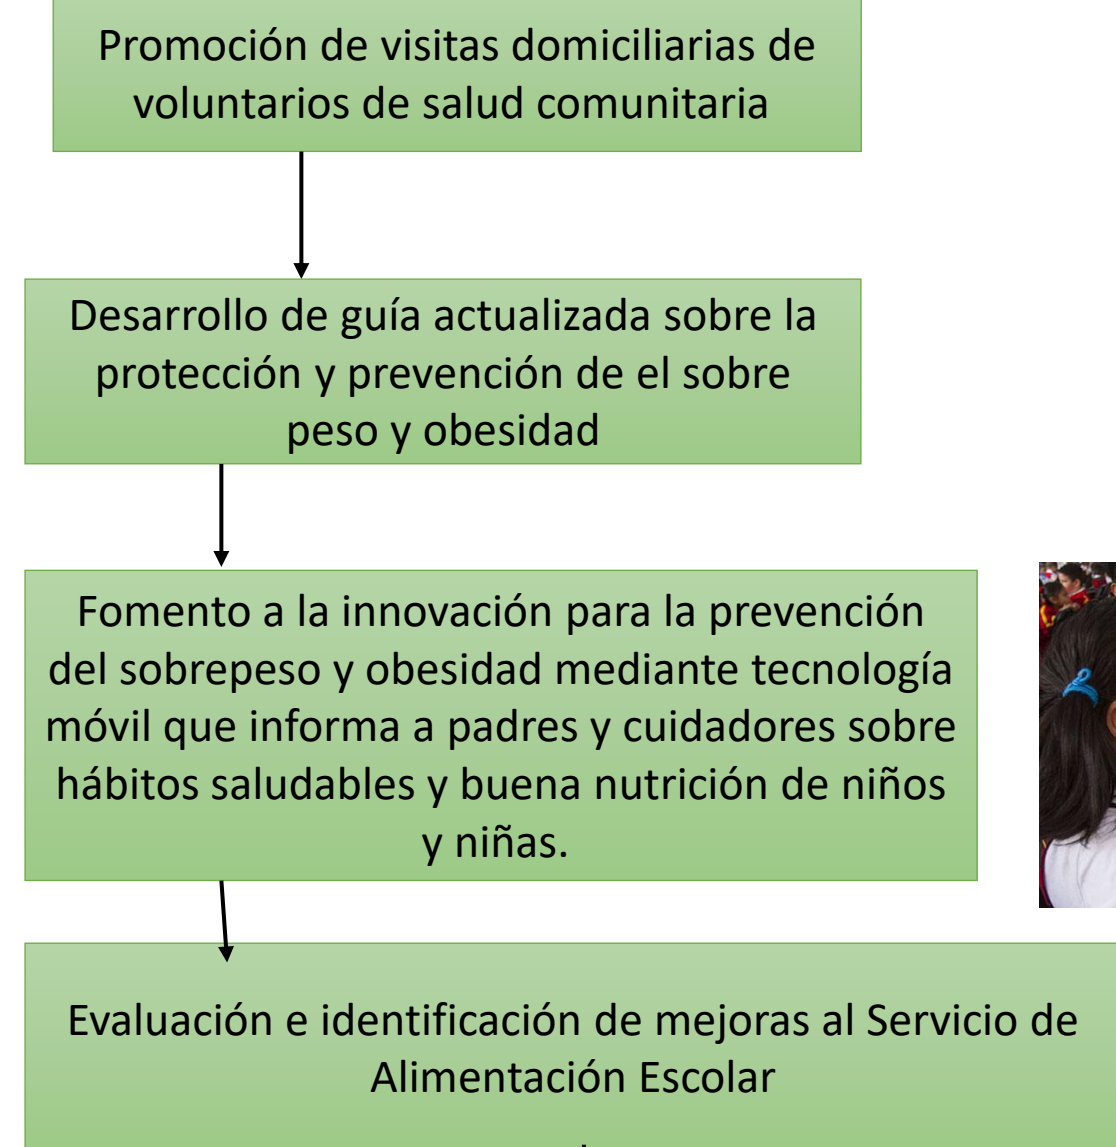 Promoción de visitas domiciliarias de
voluntarios de salud comunitaria
Desarrollo de guía actualizada sobre la
protección y prevención de el sobre
peso y obesidad
Fomento a la innovación para la prevención
del sobrepeso y obesidad mediante tecnología
móvil que informa a padres y cuidadores sobre
hábitos saludables y buena nutrición de niños
y niñas.
Evaluación e identificación de mejoras al Servicio de
Alimentación Escolar